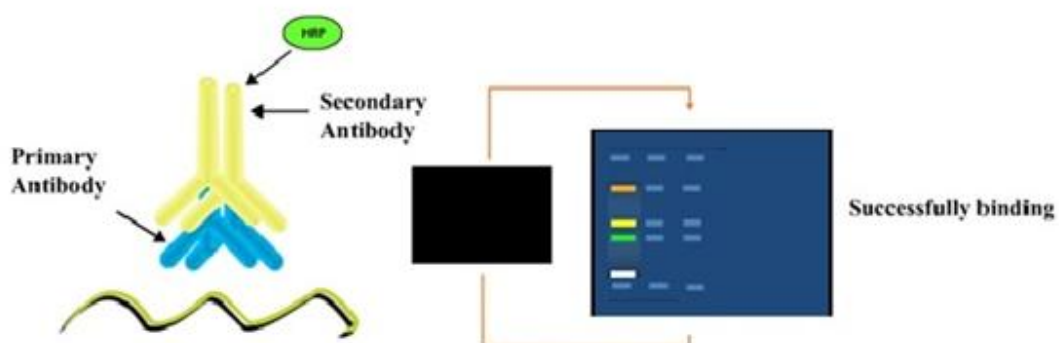 HRP
Secondary
Antibody
Primary
Antibody
Successfully binding